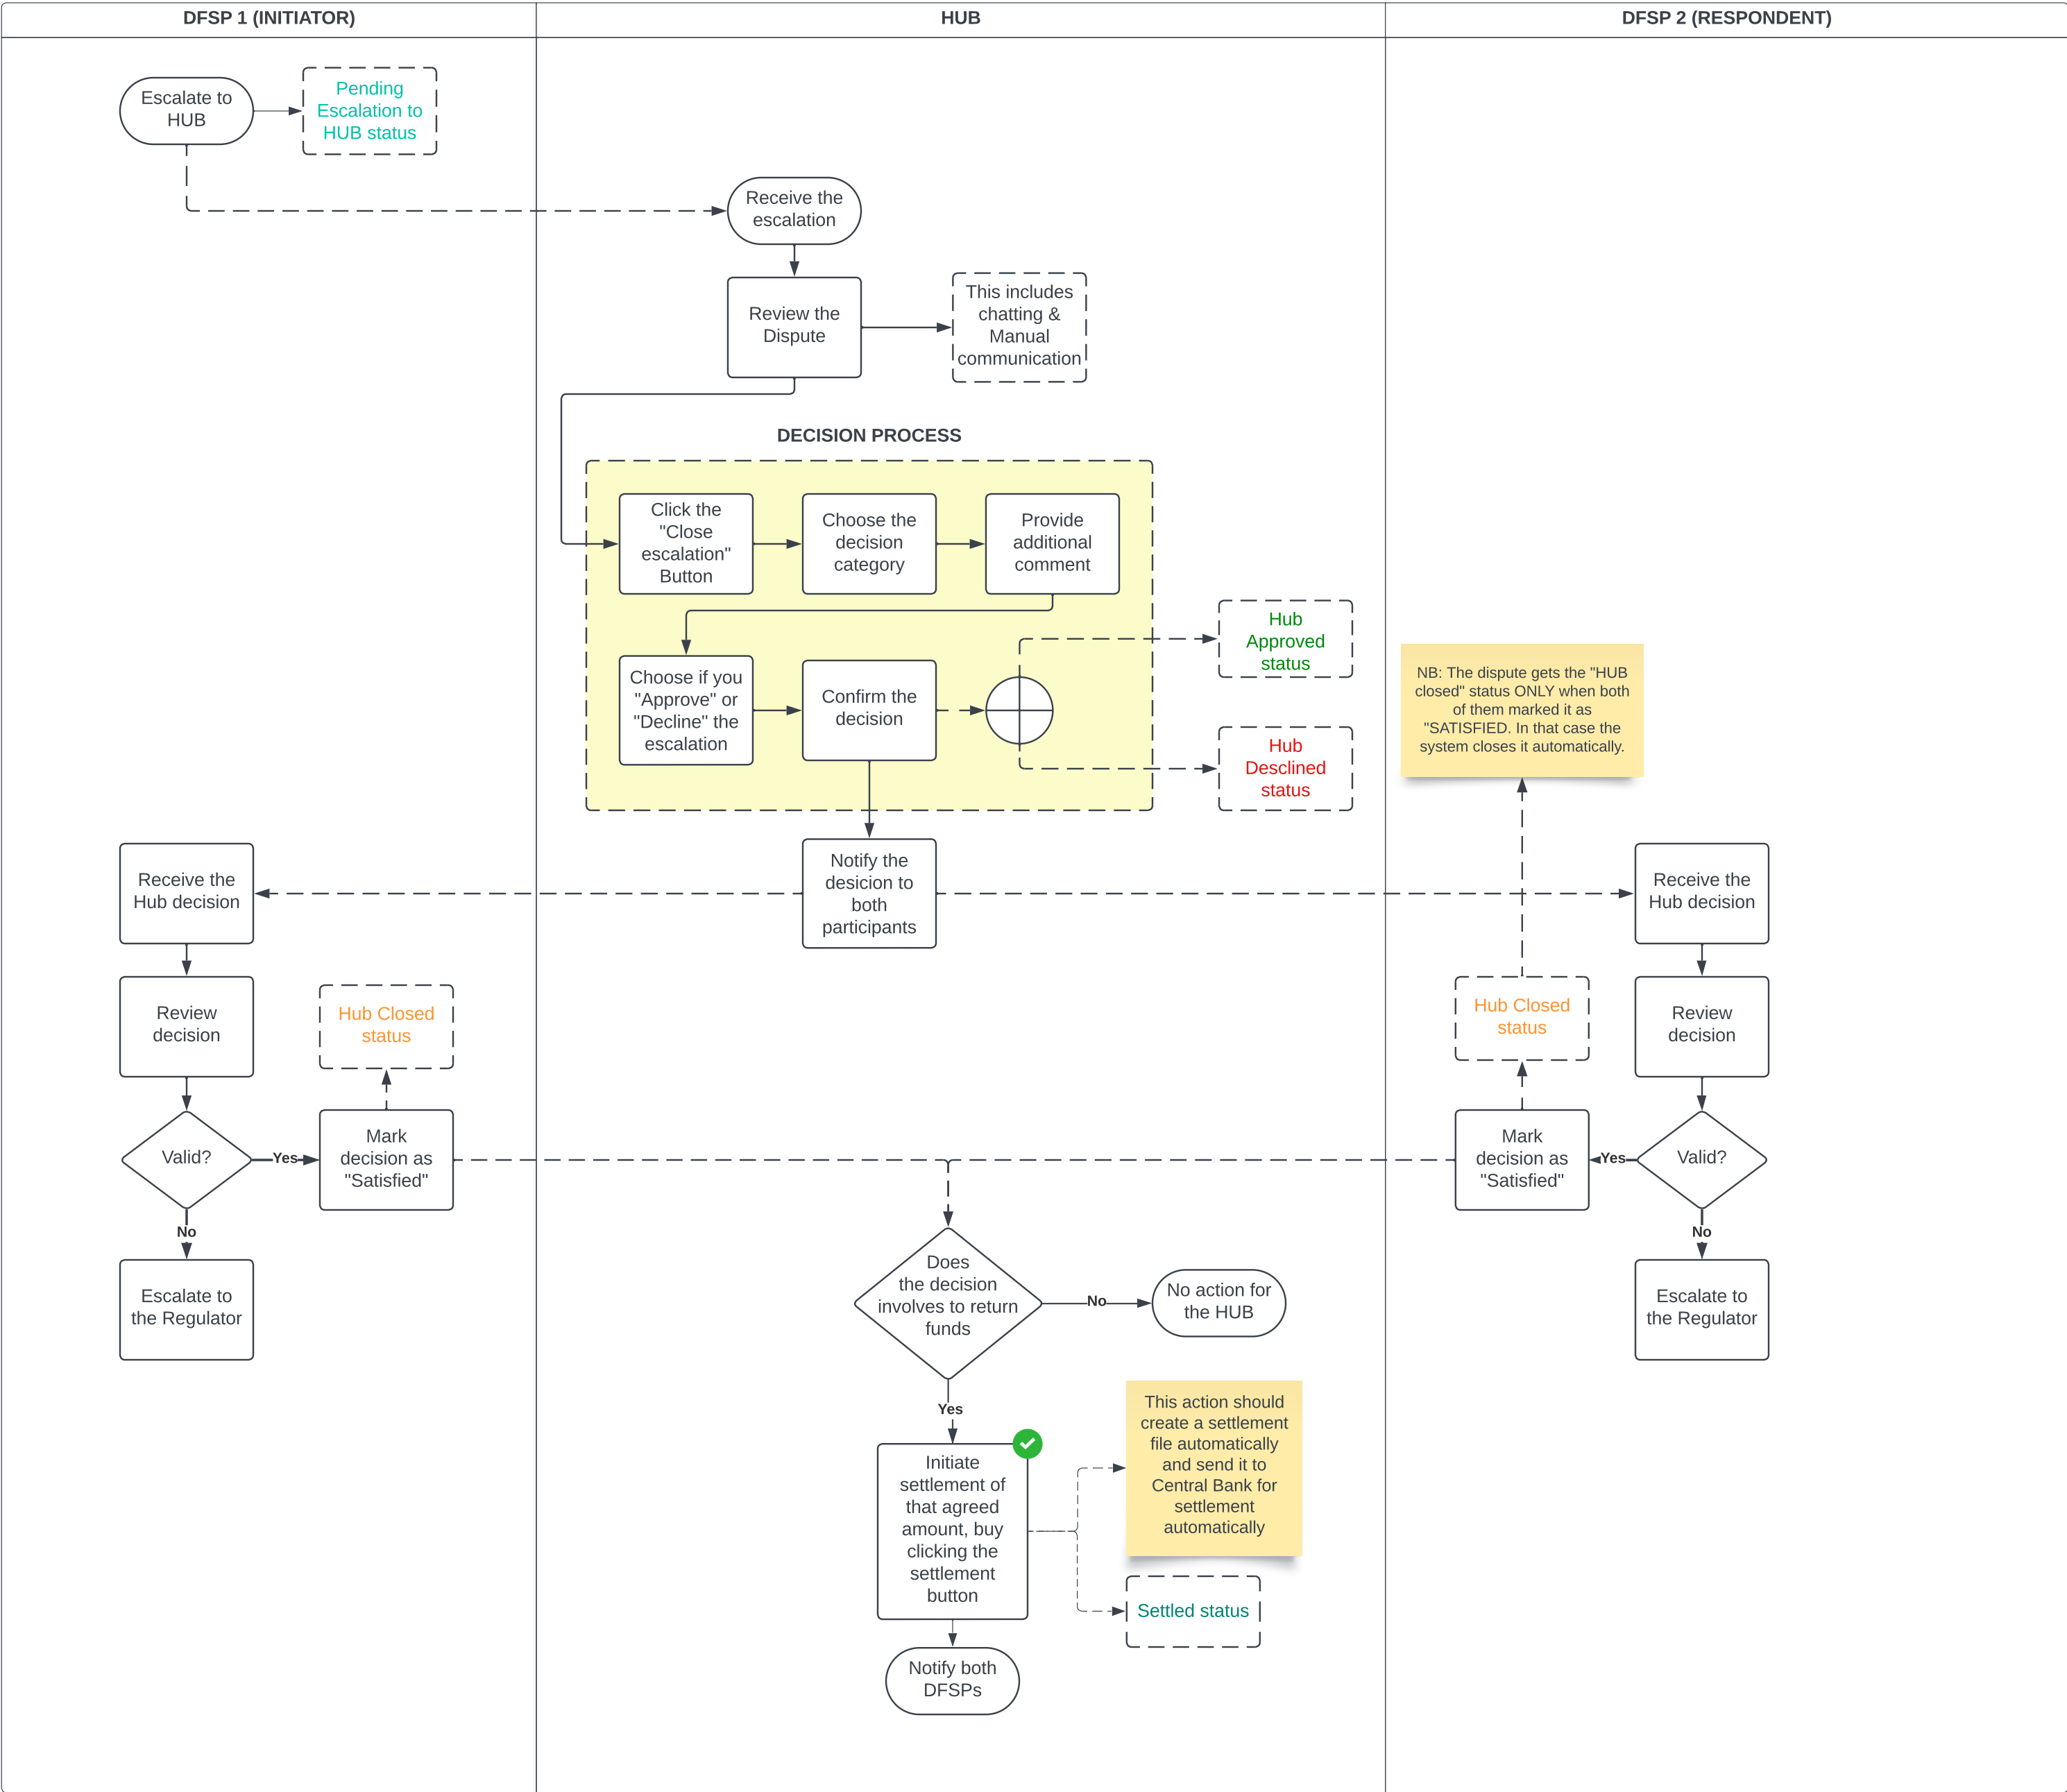 DFSP 1 (INITIATOR)
HUB
DFSP 2 (RESPONDENT)
Escalate to
HUB
Pending
Escalation to
HUB status
Receive the
escalation
Review the
Dispute
This includes
chatting &
Manual
communication
DECISION PROCESS
Click the
"Close
escalation"
Button
Choose the
decision
category
Provide
additional
comment
Choose if you
"Approve" or
"Decline" the
escalation
Confirm the
decision
Hub
Approved
status
Hub
Desclined
status
NB: The dispute gets the "HUB
closed" status ONLY when both
of them marked it as
"SATISFIED. In that case the
system closes it automatically.
Receive the
Hub decision
Notify the
desicion to
both
participants
Receive the
Hub decision
Review
decision
Hub Closed
status
Hub Closed
status
Review
decision
Valid?
Yes
Mark
decision as
"Satisfied"
Mark
decision as
"Satisfied"
Yes
Valid?
No
No
Escalate to
the Regulator
Does
the decision
involves to return
funds
No
No action for
the HUB
Escalate to
the Regulator
Yes
Initiate
settlement of
that agreed
amount, buy
clicking the
settlement
button
This action should
create a settlement
file automatically
and send it to
Central Bank for
settlement
automatically
Settled status
Notify both
DFSPs